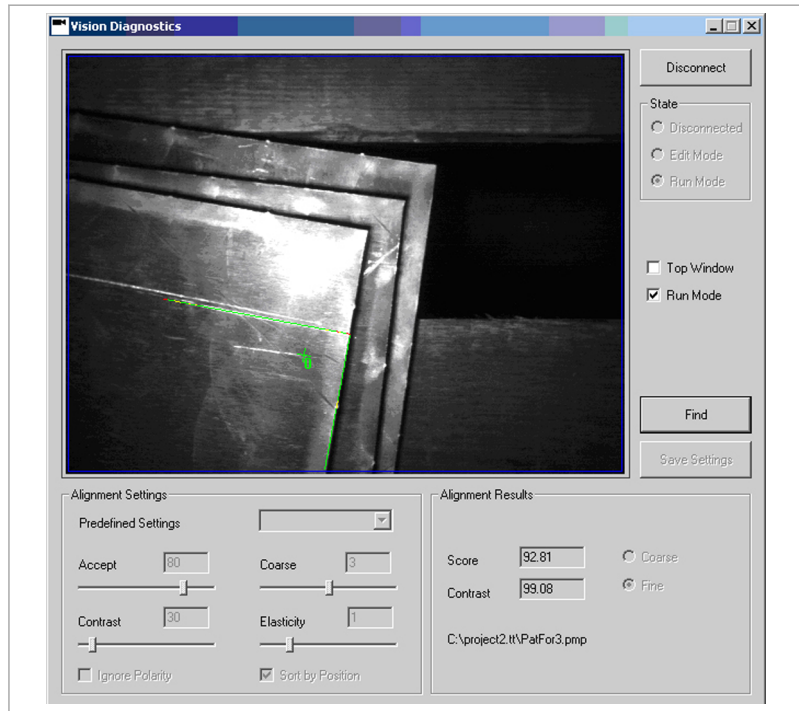 Vision Diagnostics
Disconnect
State
Disconnected
Edit Mode
Run Mode
Top Window
Run Mode
0
Find
Save Settings
Alignment Settings
Predefined Settings
Accept 80 Coarse 3
Contrast 30 Elasticity 1
Ignore Polarity Sort by Position
Alignment Results
Score 92.81 Coarse
Contrast 99.08 Fine
C:\project2.tt\PatFor3.pmp